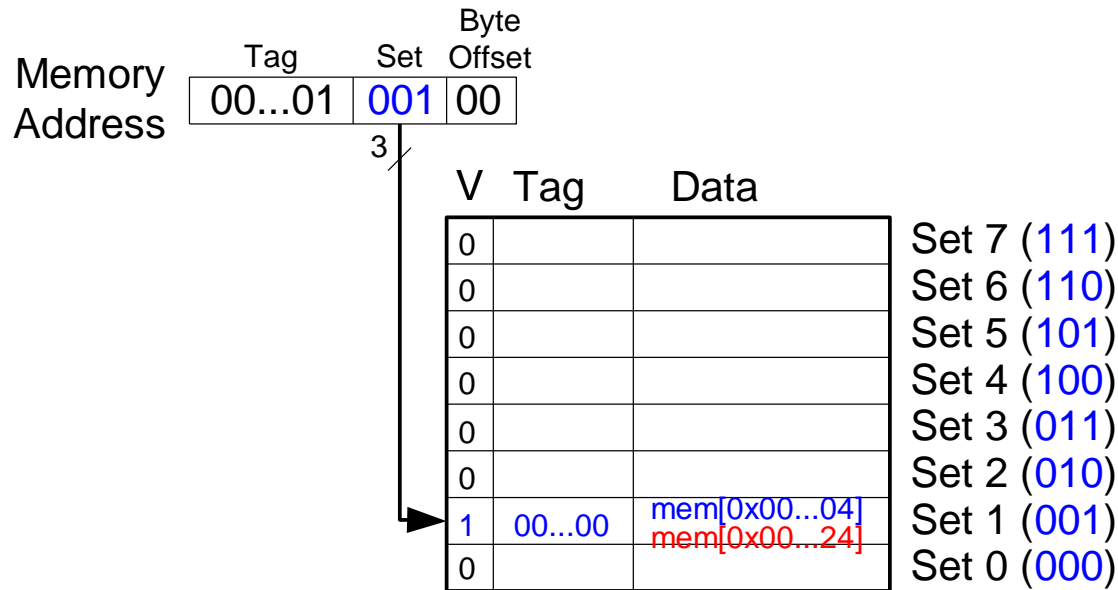 Memory Address
Tag Set Byte Offset
00...01 001 00
3
V Tag Data
0 Set 7 (111)
0 Set 6 (110)
0 Set 5 (101)
0 Set 4 (100)
0 Set 3 (011)
0 Set 2 (010)
1 00...00 mem[0x00...04] Set 1 (001)
mem[0x00...24]
0 Set 0 (000)